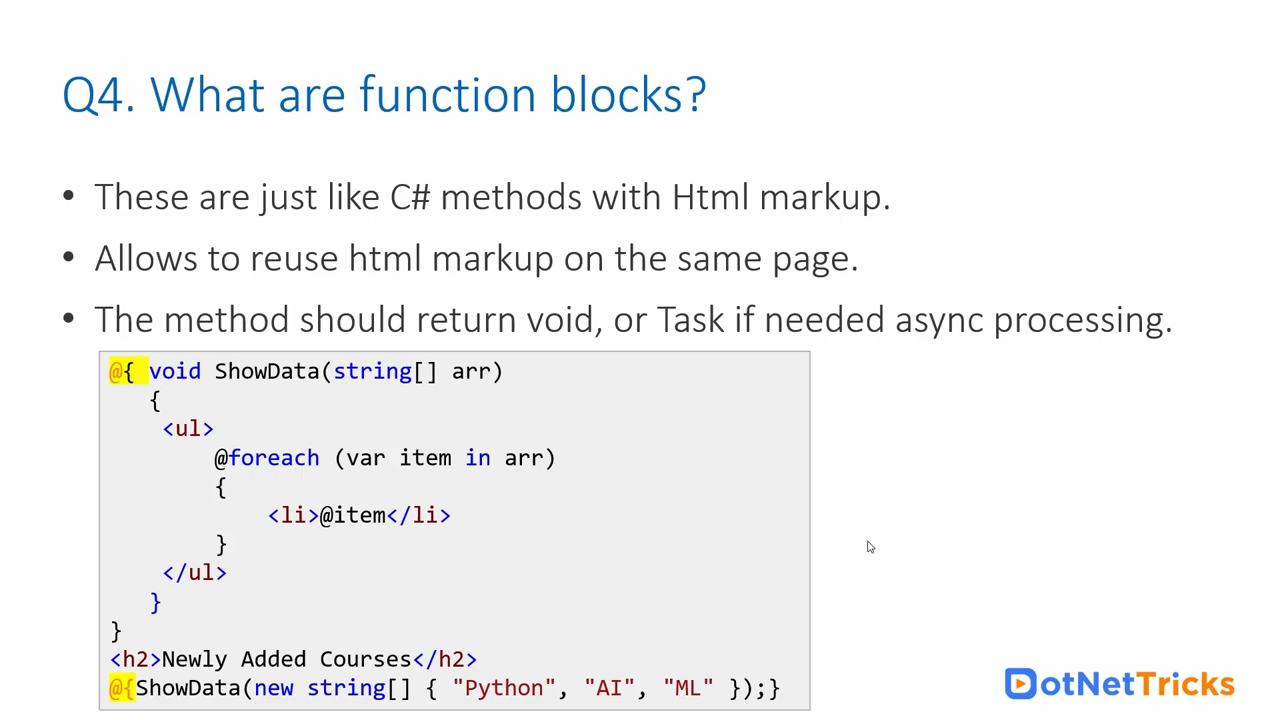 Q4. What are function blocks?
• These are just like C# methods with Html markup.
• Allows to reuse html markup on the same page.
• The method should return void, or Task if needed async processing.
@{ void ShowData(string[] arr)
{
<ul>
@foreach (var item in arr)
{
<li>@item</li>
}
</ul>
}
}
<h2>Newly Added Courses</h2>
@{ShowData(new string[] { "Python", "AI", "ML" });}
DotNetTricks